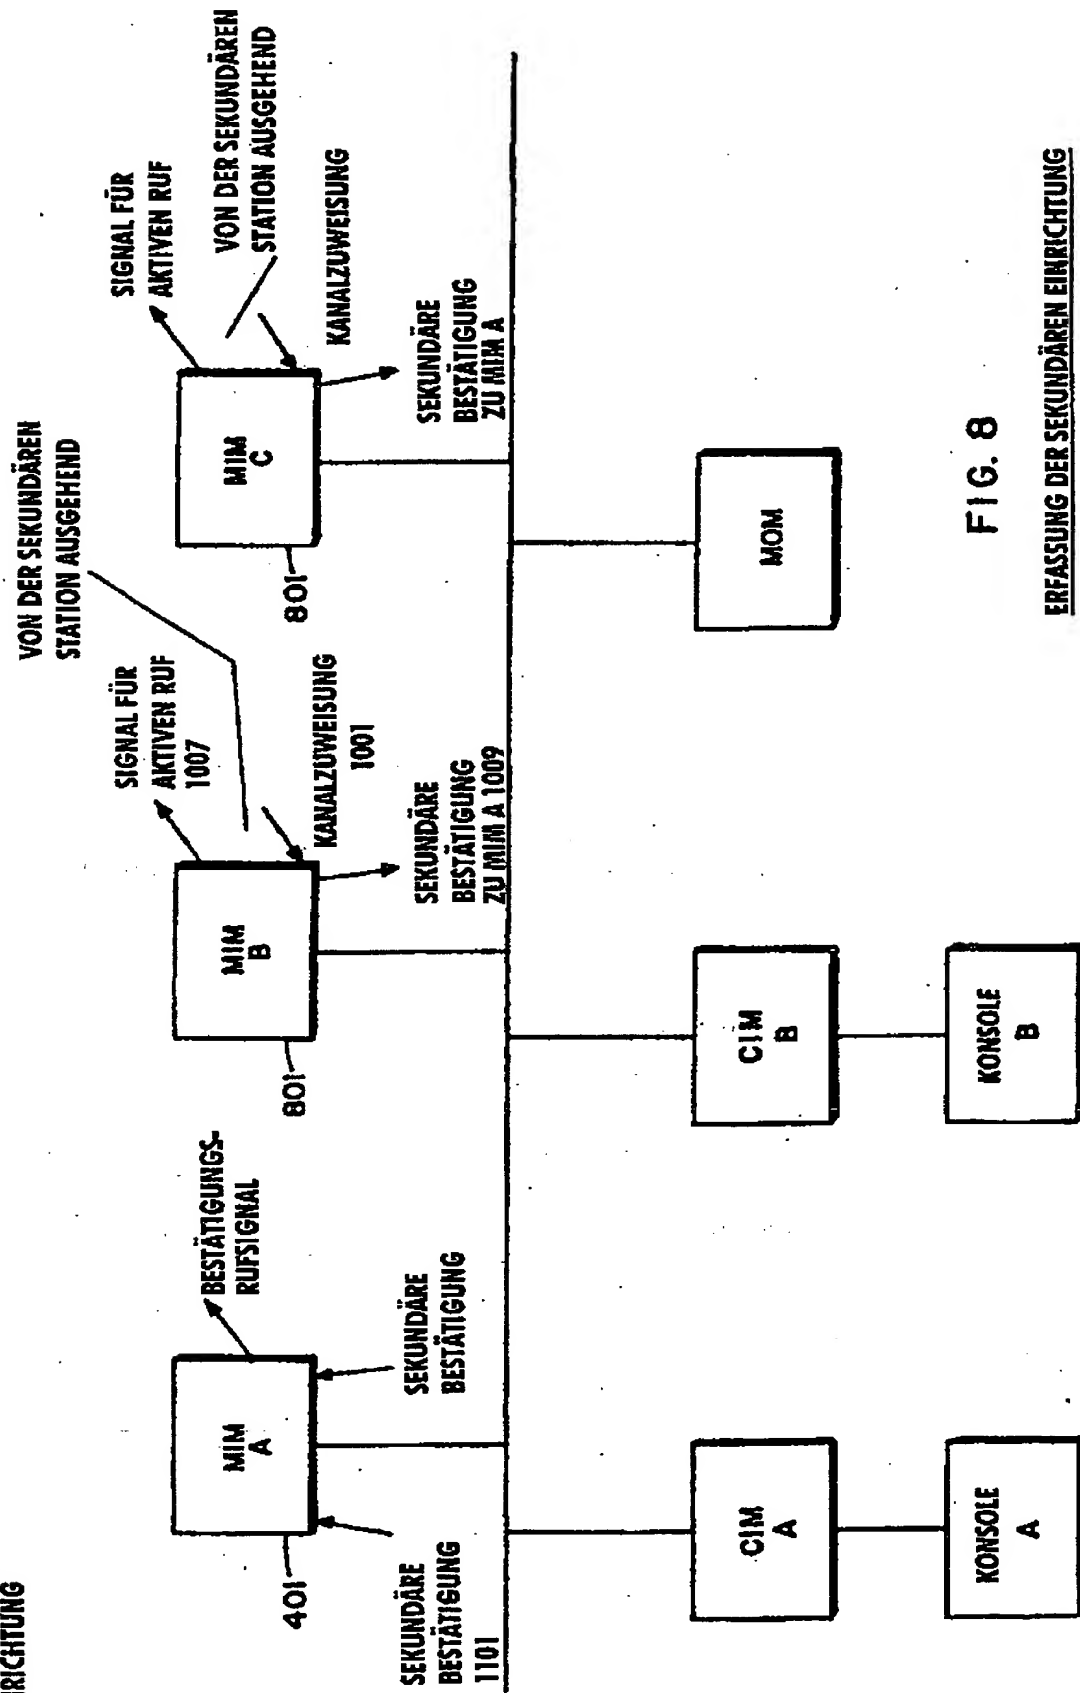 RICHTUNG
MIM
A
401
BESTÄTIGUNGS-
RUFSIGNAL
SEKUNDÄRE
BESTÄTIGUNG
1101
SEKUNDÄRE
BESTÄTIGUNG
MIM
B
801
VON DER SEKUNDÄREN
STATION AUSGEHEND
SIGNAL FÜR
AKTIVEN RUF
1007
KANALZUWEISUNG
1001
SEKUNDÄRE
BESTÄTIGUNG
ZU MIM A 1009
MIM
C
801
SIGNAL FÜR
AKTIVEN RUF
VON DER SEKUNDÄREN
STATION AUSGEHEND
KANALZUWEISUNG
SEKUNDÄRE
BESTÄTIGUNG
ZU MIM A
CIM
A
CIM
B
MOM
KONSOLE
A
KONSOLE
B
FIG. 8
ERFASSUNG DER SEKUNDÄREN EINRICHTUNG